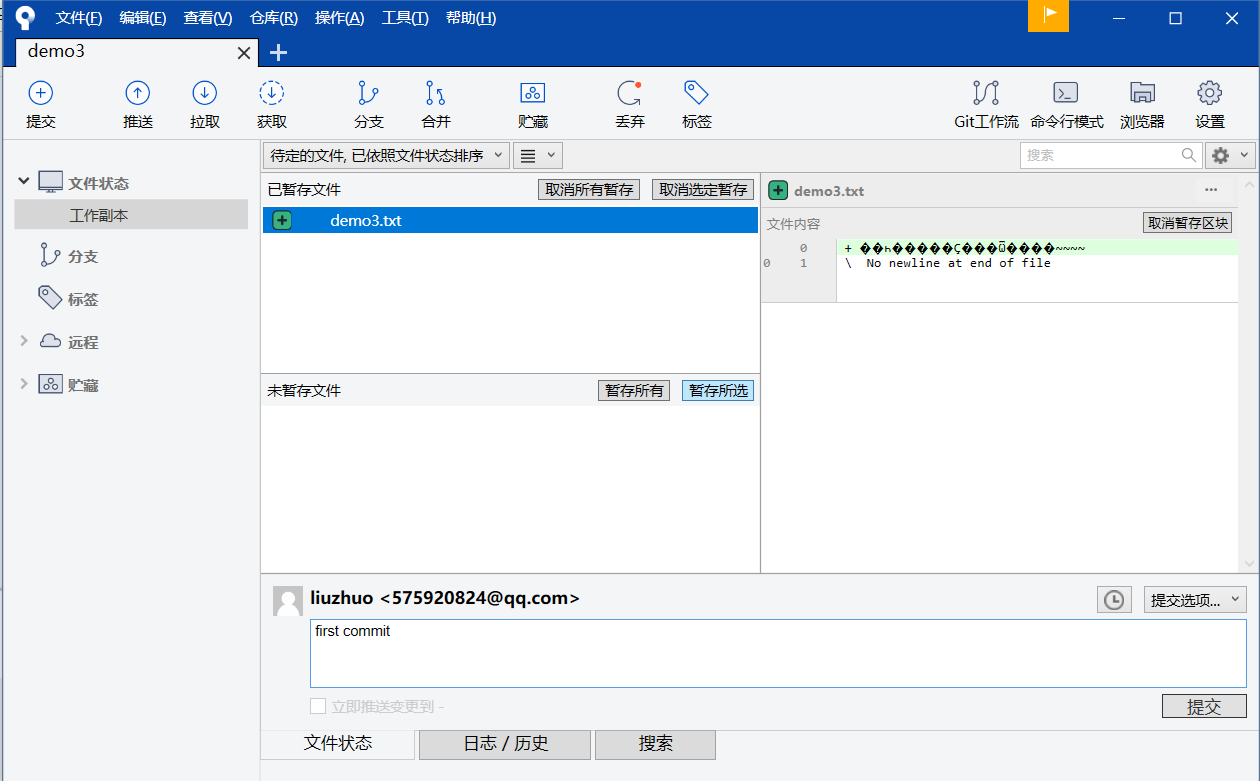 文件(F) 编辑(E) 查看(V) 仓库(R) 操作(A) 工具(T) 帮助(H)
demo3
提交 推送 拉取 获取 分支 合并 贮藏 丢弃 标签 Git工作流 命令行模式 浏览器 设置
待定的文件, 已依照文件状态排序
搜索
文件状态
工作副本
分支
标签
远程
贮藏
已暂存文件 取消所有暂存 取消选定暂存
demo3.txt
未暂存文件 暂存所有 暂存所选
demo3.txt
文件内容 取消暂存区块
0 + ��ҺԿ�����Ç���~~~~
0 1 \ No newline at end of file
liuzhuo <575920824@qq.com>
提交选项...
first commit
立即推送变更到 -
提交
文件状态 日志 / 历史 搜索